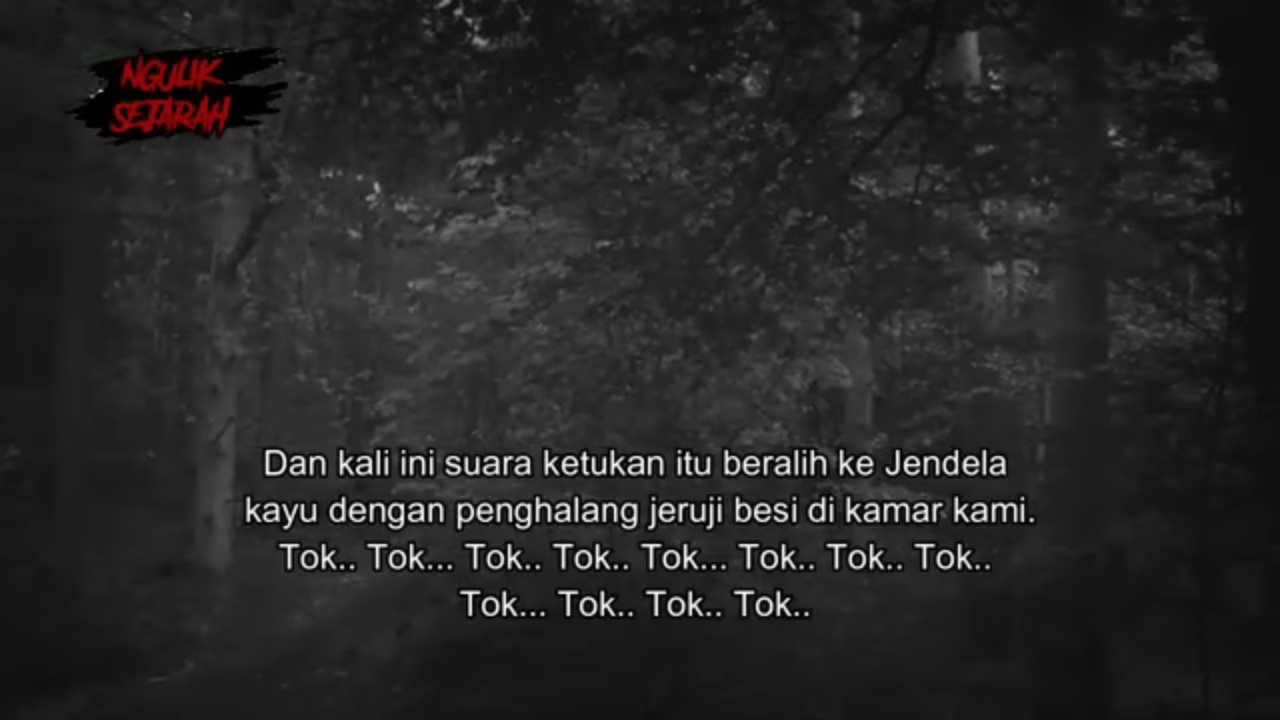 NGULIK
SEJARAH
Dan kali ini suara ketukan itu beralih ke Jendela
kayu dengan penghalang jeruji besi di kamar kami.
Tok.. Tok... Tok.. Tok.. Tok... Tok.. Tok.. Tok..
Tok... Tok.. Tok.. Tok..